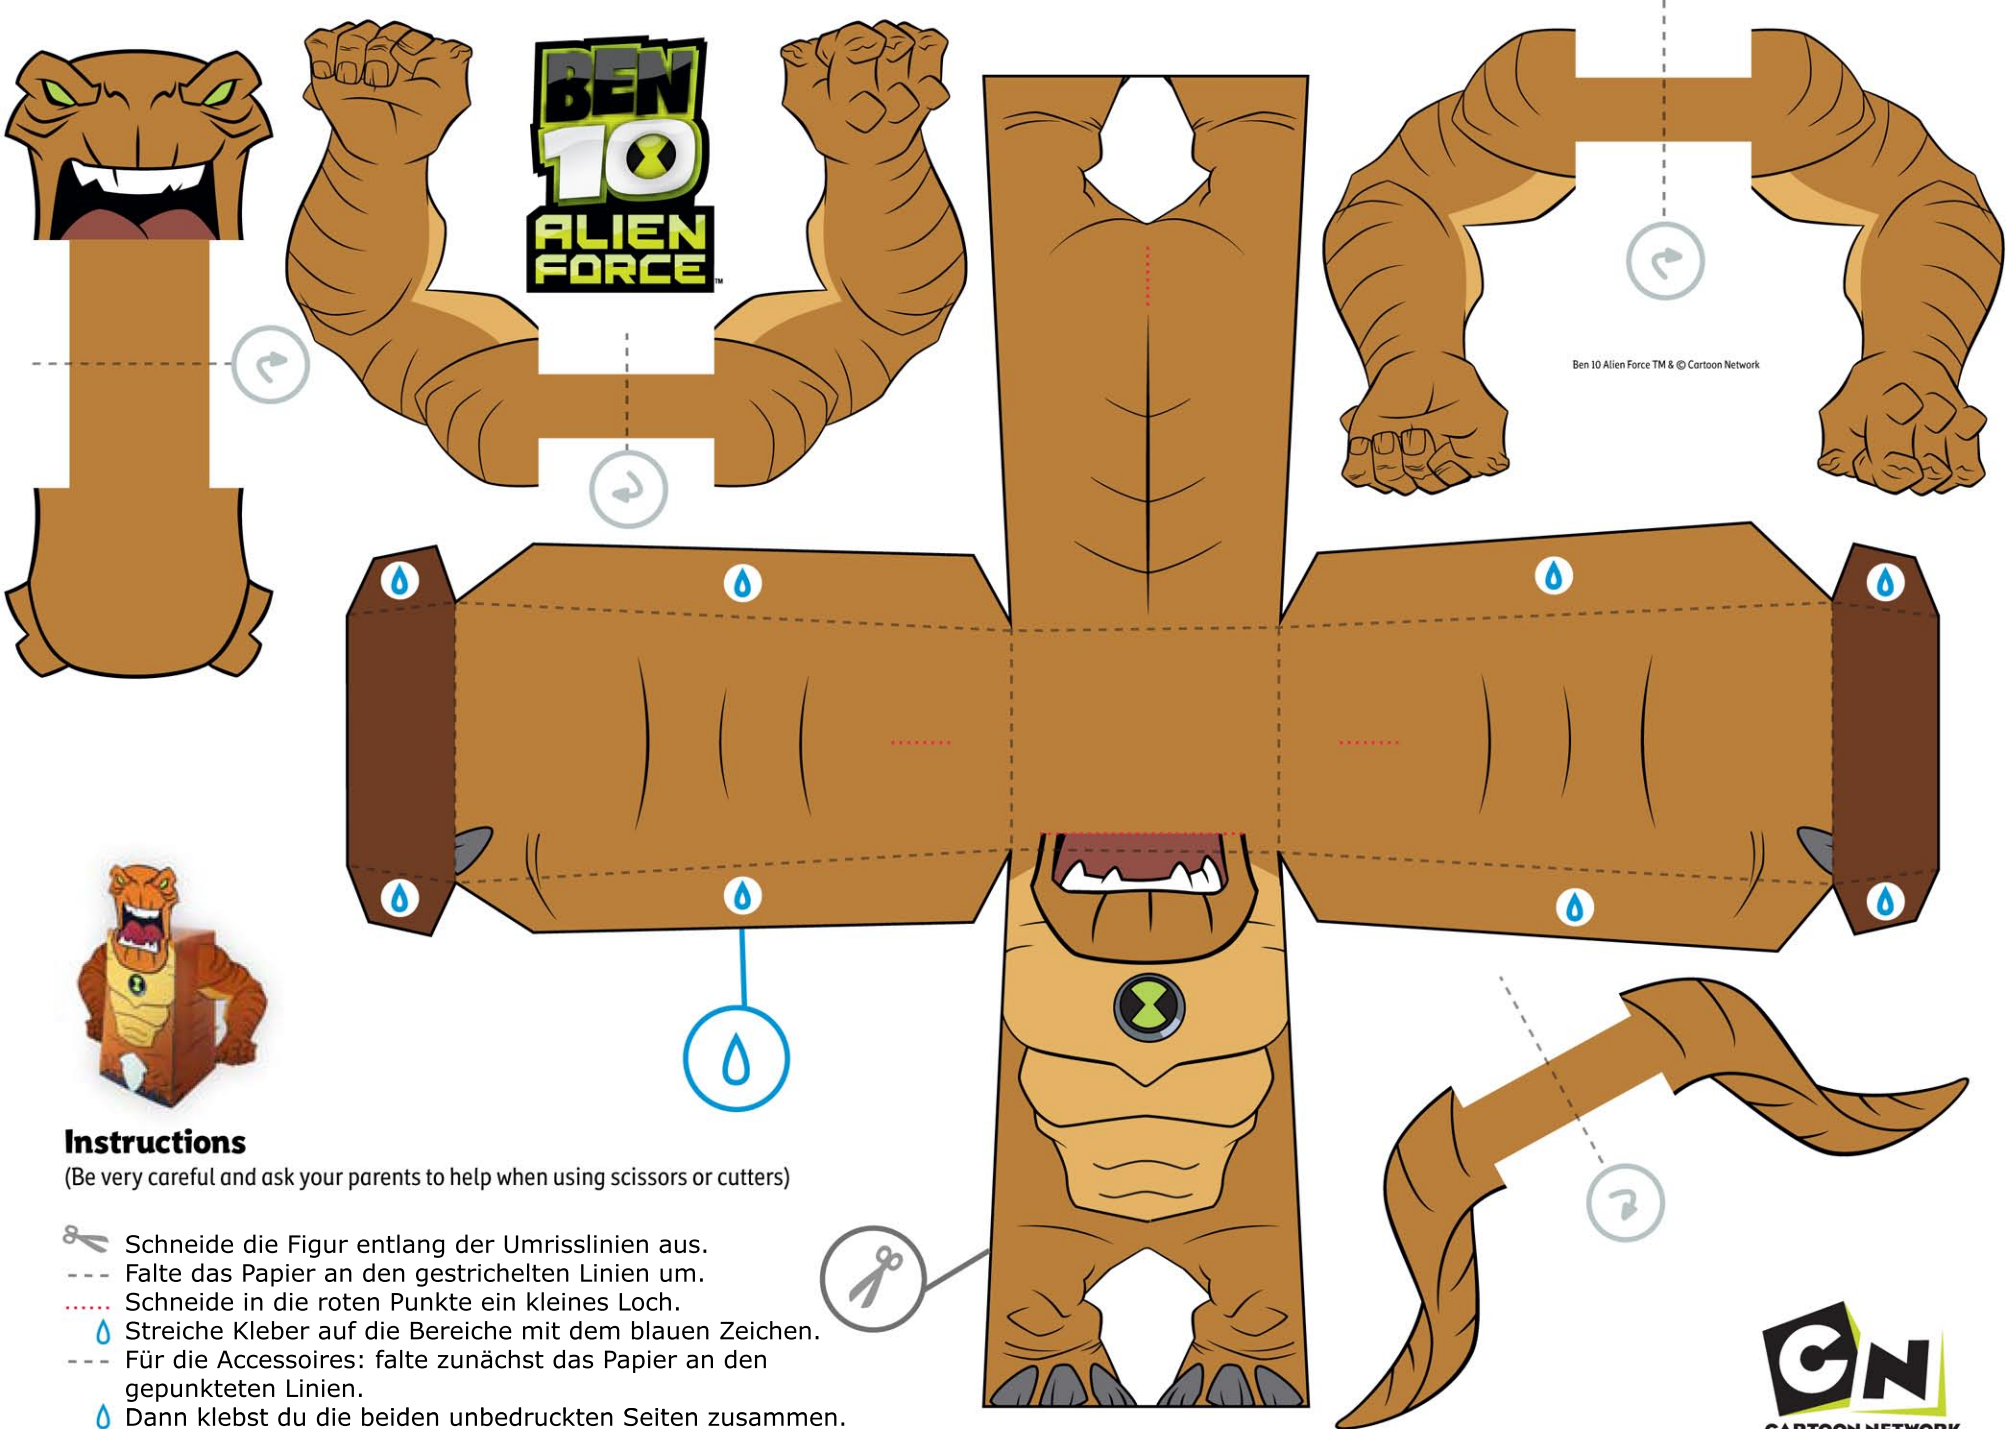 BEN
10
ALIEN
FORCE™
Ben 10 Alien Force TM & © Cartoon Network
Instructions
(Be very careful and ask your parents to help when using scissors or cutters)
Schneide die Figur entlang der Umrisslinien aus.
Falte das Papier an den gestrichelten Linien um.
Schneide in die roten Punkte ein kleines Loch.
Streiche Kleber auf die Bereiche mit dem blauen Zeichen.
Für die Accessoires: falte zunächst das Papier an den
gepunkteten Linien.
Dann klebst du die beiden unbedruckten Seiten zusammen.
CN
CARTOON NETWORK